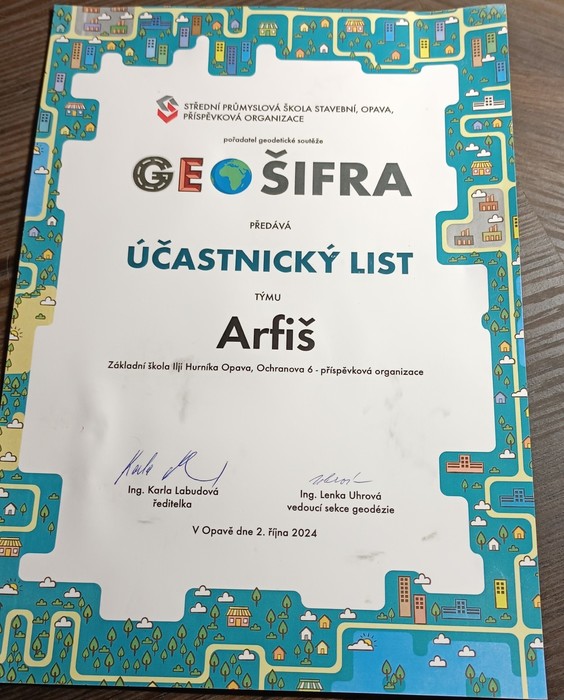 STŘEDNÍ PRŮMYSLOVÁ ŠKOLA STAVEBNÍ, OPAVA,
PŘÍSPĚVKOVÁ ORGANIZACE
pořadatel geodetické soutěže
GEOŠIFRA
PŘEDÁVÁ
ÚČASTNICKÝ LIST
TÝMU
Arfiš
Základní škola Ilji Hurníka Opava, Ochranova 6 - příspěvková organizace
Ing. Karla Labudová
ředitelka
Ing. Lenka Uhrová
vedoucí sekce geodézie
V Opavě dne 2. října 2024